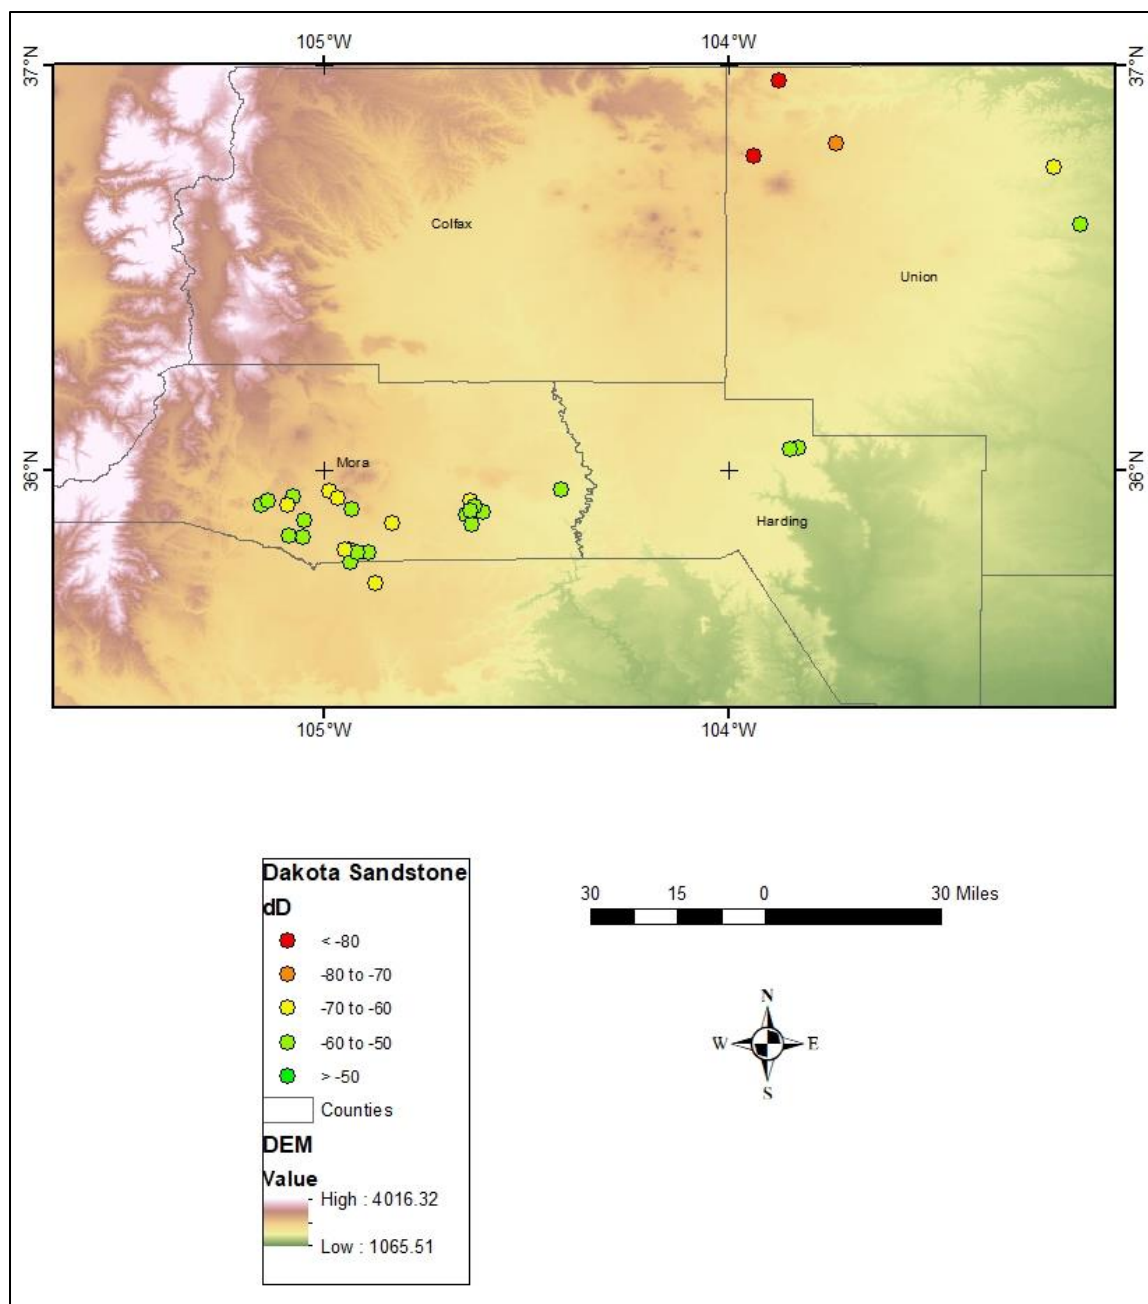 105°W 104°W
37°N 37°N
Colfax
Union
36°N 36°N
Mora
Harding
105°W 104°W
Dakota Sandstone
dD
< -80
-80 to -70
-70 to -60
-60 to -50
> -50
Counties
DEM
Value
High : 4016.32
Low : 1065.51
30 15 0 30 Miles
N
W E
S